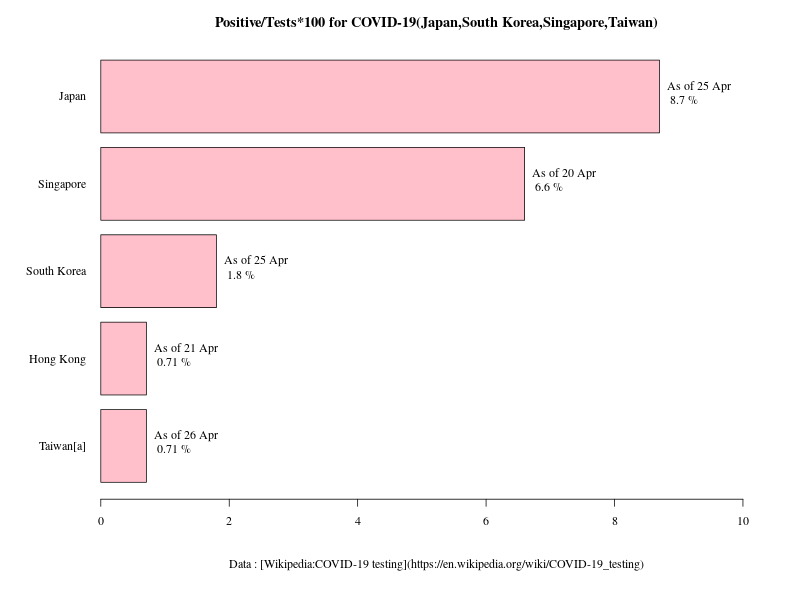 Positive/Tests*100 for COVID-19(Japan,South Korea,Singapore,Taiwan)
Japan
As of 25 Apr
8.7 %
Singapore
As of 20 Apr
6.6 %
South Korea
As of 25 Apr
1.8 %
Hong Kong
As of 21 Apr
0.71 %
Taiwan[a]
As of 26 Apr
0.71 %
0 2 4 6 8 10
Data : [Wikipedia:COVID-19 testing](https://en.wikipedia.org/wiki/COVID-19_testing)